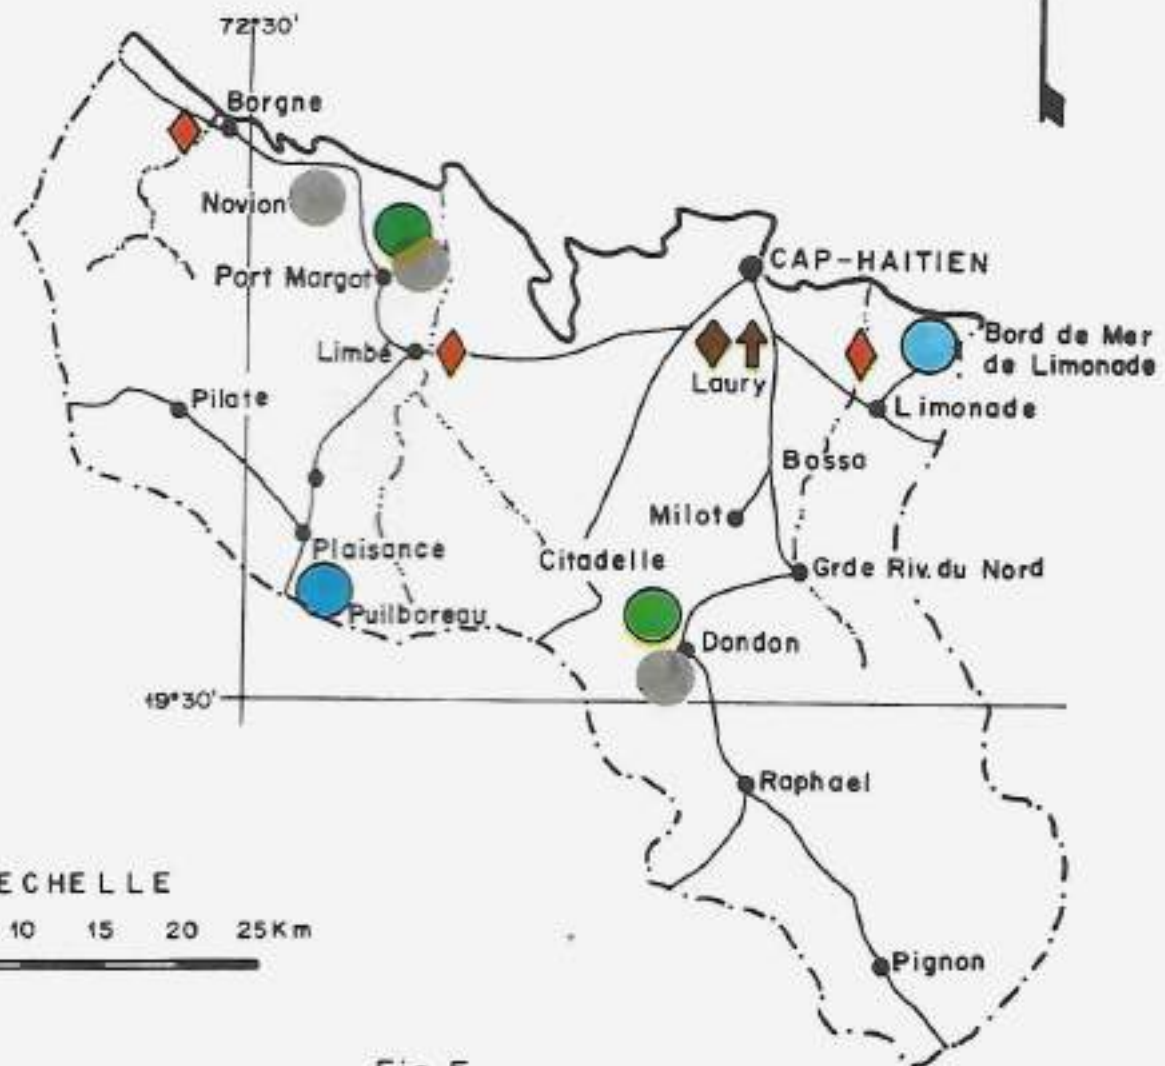 72°30'
Borgne
Novion
Port Margot
CAP-HAITIEN
Bord de Mer
de Limonade
Limbé
Laury
Pilate
Limonade
Bassa
Milot
Plaisance
Citadelle
Grde Riv. du Nord
Puilboreau
Dondon
19°30'
Raphael
ECHELLE
10 15 20 25Km
Pignon